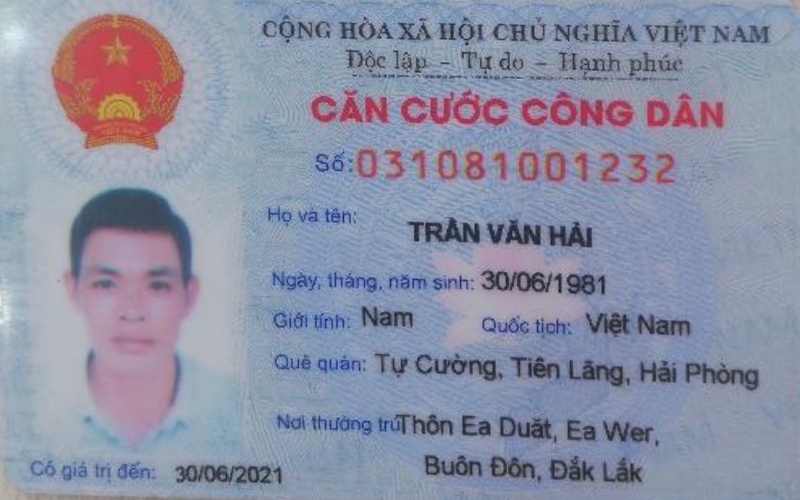 CỘNG HÒA XÃ HỘI CHỦ NGHĨA VIỆT NAM
Độc lập - Tự do - Hạnh phúc
CĂN CƯỚC CÔNG DÂN
Số: 031081001232
Họ và tên: TRẦN VĂN HẢI
Ngày, tháng, năm sinh: 30/06/1981
Giới tính: Nam Quốc tịch: Việt Nam
Quê quán: Tự Cường, Tiên Lãng, Hải Phòng
Nơi thường trú: Thôn Ea Duăt, Ea Wer,
Buôn Đôn, Đắk Lắk
Có giá trị đến: 30/06/2021